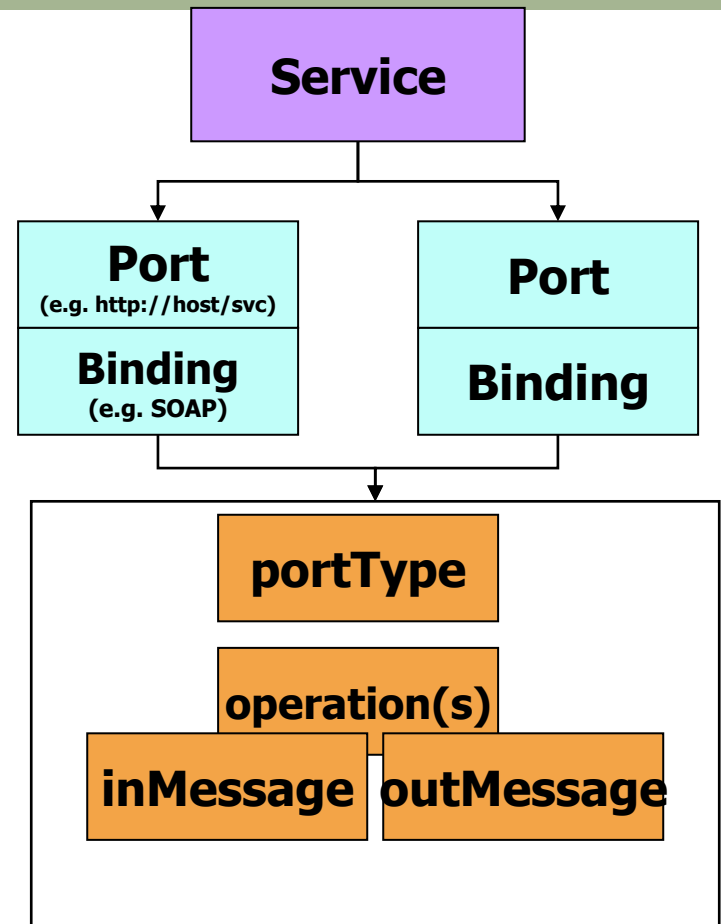 Service
Port
(e.g. http://host/svc)
Binding
(e.g. SOAP)
Port
Binding
portType
operation(s)
inMessage
outMessage